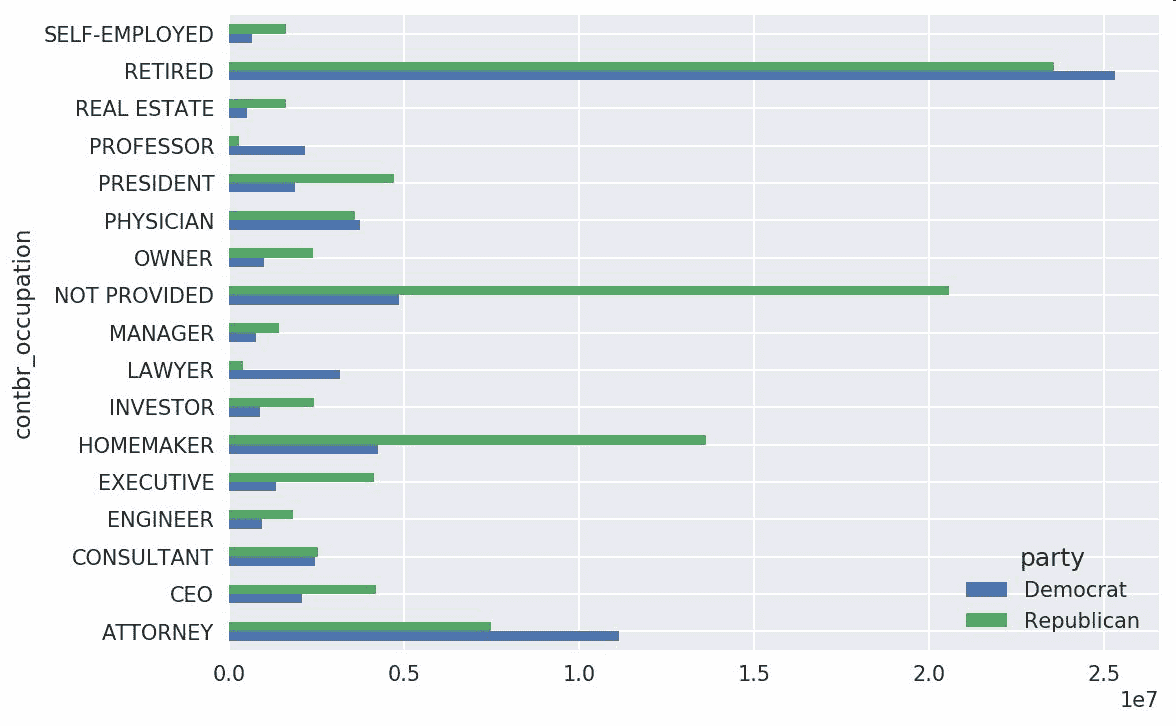 SELF-EMPLOYED
RETIRED
REAL ESTATE
PROFESSOR
PRESIDENT
PHYSICIAN
OWNER
NOT PROVIDED
MANAGER
LAWYER
INVESTOR
HOMEMAKER
EXECUTIVE
ENGINEER
CONSULTANT
CEO
ATTORNEY
contbr_occupation
party
Democrat
Republican
0.0 0.5 1.0 1.5 2.0 2.5
1e7